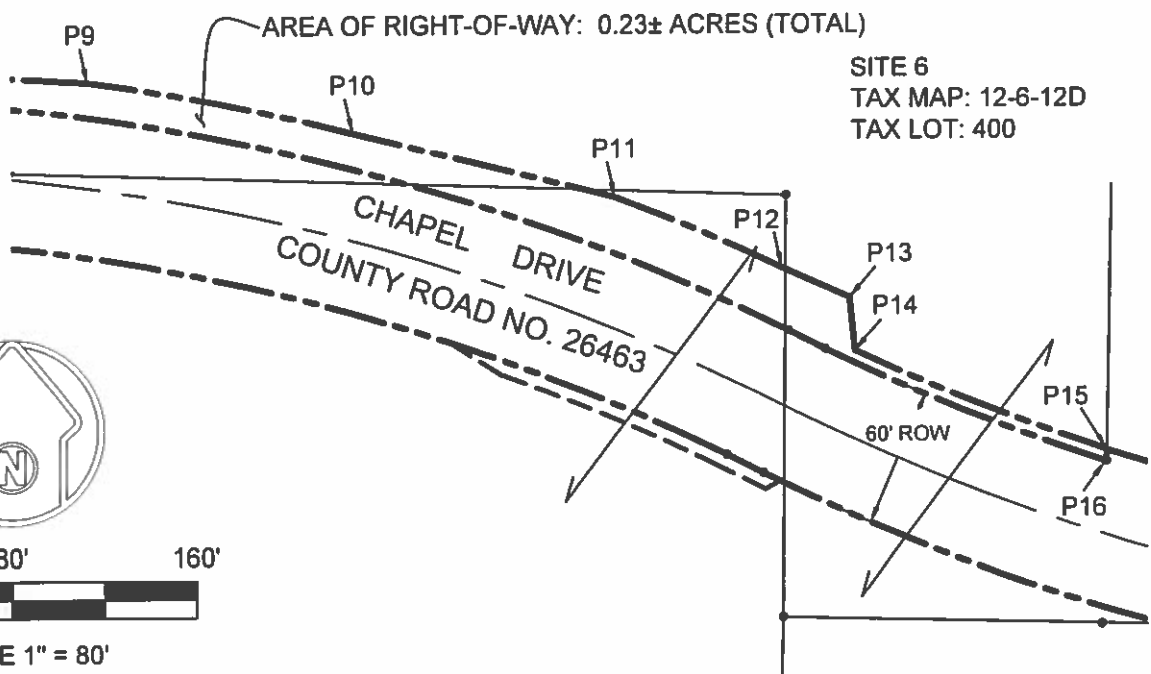 AREA OF RIGHT-OF-WAY: 0.23± ACRES (TOTAL)
P9
P10
SITE 6
TAX MAP: 12-6-12D
TAX LOT: 400
P11
P12
P13
P14
CHAPEL DRIVE
COUNTY ROAD NO. 26463
P15
60' ROW
P16
N
80' 160'
E 1" = 80'